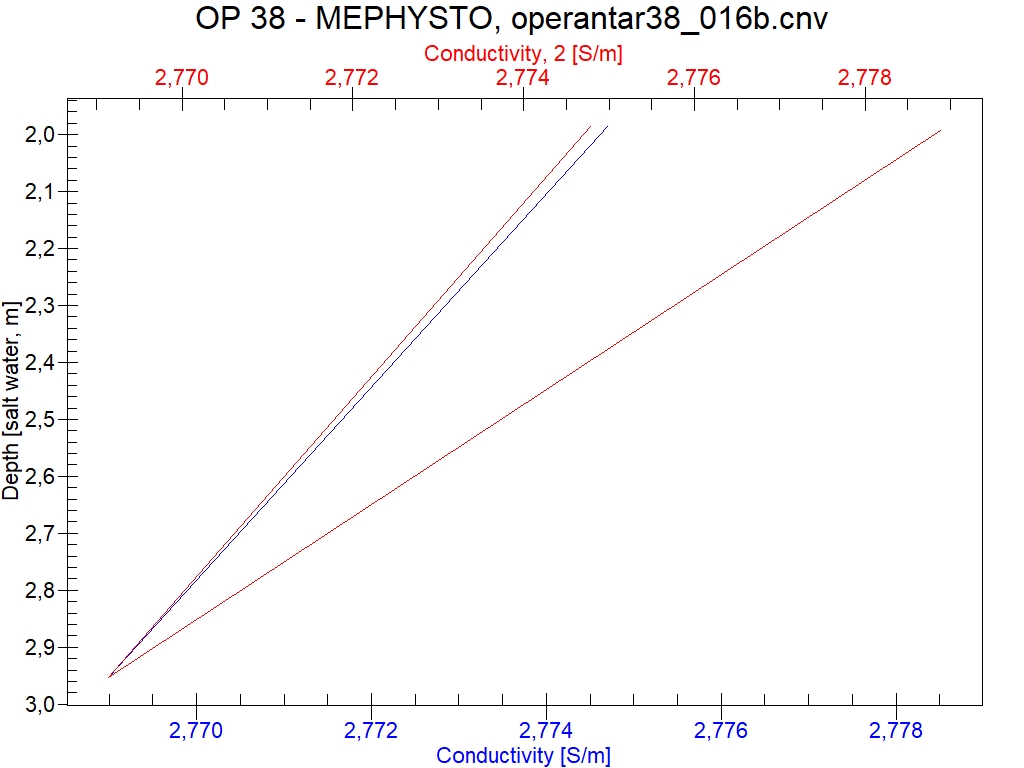 OP 38 - MEPHYSTO, operantar38_016b.cnv
Conductivity, 2 [S/m]
2,770 2,772 2,774 2,776 2,778
Depth [salt water, m]
2,0
2,1
2,2
2,3
2,4
2,5
2,6
2,7
2,8
2,9
3,0
2,770 2,772 2,774 2,776 2,778
Conductivity [S/m]